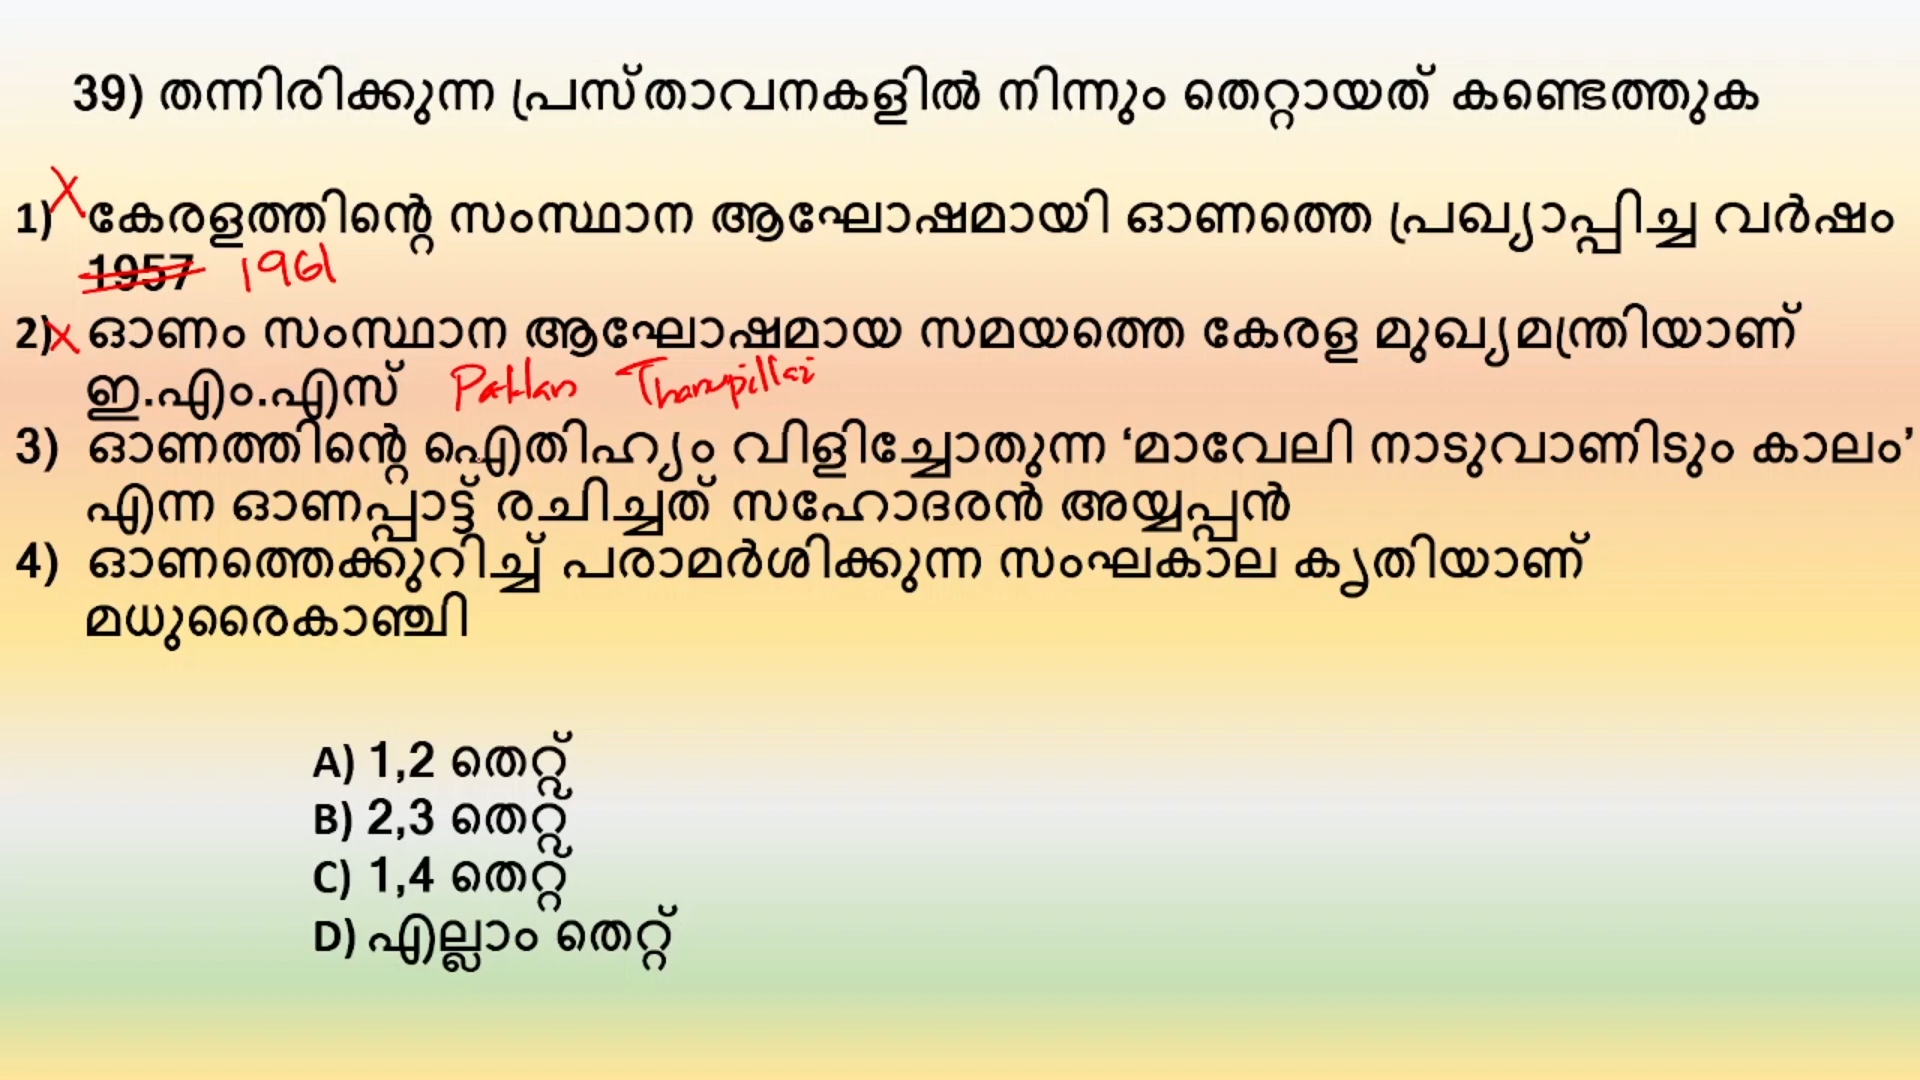 39) തന്നിരിക്കുന്ന പ്രസ്താവനകളിൽ നിന്നും തെറ്റായത് കണ്ടെത്തുക
1) X കേരളത്തിന്റെ സംസ്ഥാന ആഘോഷമായി ഓണത്തെ പ്രഖ്യാപ്പിച്ച വർഷം
1957 1961
2) X ഓണം സംസ്ഥാന ആഘോഷമായ സമയത്തെ കേരള മുഖ്യമന്ത്രിയാണ്
ഇ.എം.എസ് Pattan Thanupillai
3) ഓണത്തിന്റെ ഐതിഹ്യം വിളിച്ചോതുന്ന ‘മാവേലി നാടുവാണിടും കാലം’
എന്ന ഓണപ്പാട്ട് രചിച്ചത് സഹോദരൻ അയ്യപ്പൻ
4) ഓണത്തെക്കുറിച്ച് പരാമർശിക്കുന്ന സംഘകാല കൃതിയാണ്
മധുരൈകാഞ്ചി
A) 1,2 തെറ്റ്
B) 2,3 തെറ്റ്
C) 1,4 തെറ്റ്
D) എല്ലാം തെറ്റ്